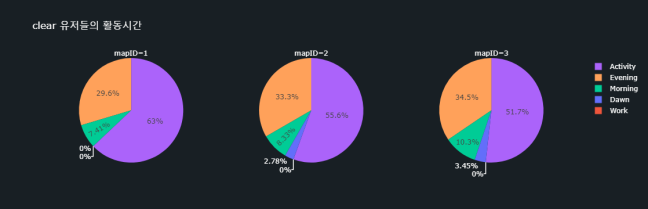 clear 유저들의 활동시간
mapID=1
mapID=2
mapID=3
Activity
Evening
Morning
Dawn
Work
29.6%
63%
7.41%
0%
0%
33.3%
55.6%
8.33%
2.78%
0%
34.5%
51.7%
10.3%
3.45%
0%